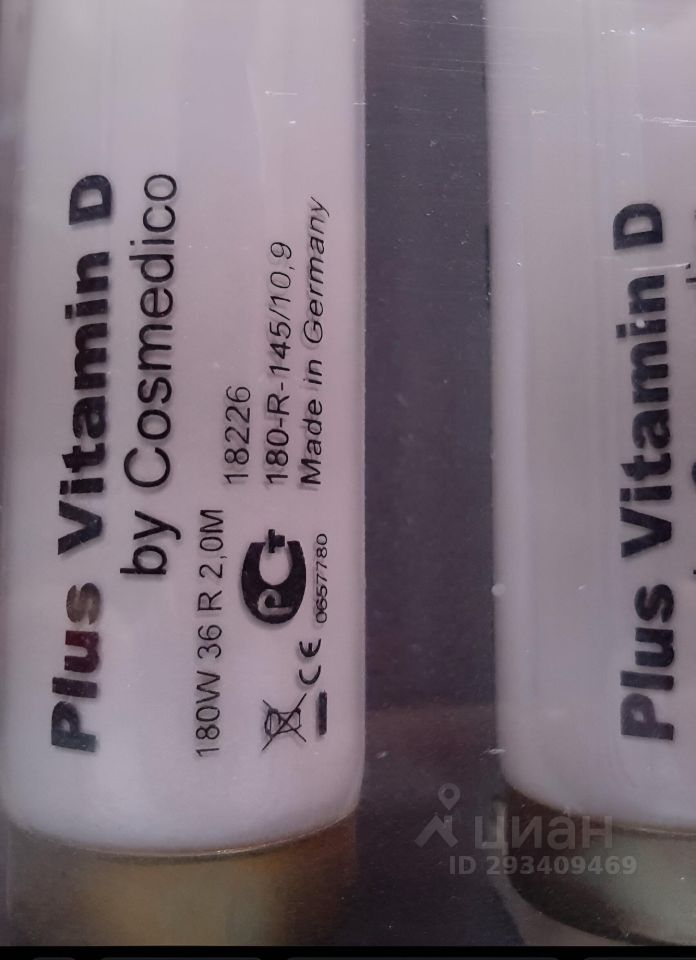 Plus Vitamin D
by Cosmedico
180W 36 R 2,0M
18226
180-R-145/10,9
Made in Germany
PCT
CE
0657780
Plus Vitamin D
циан
ID 293409469